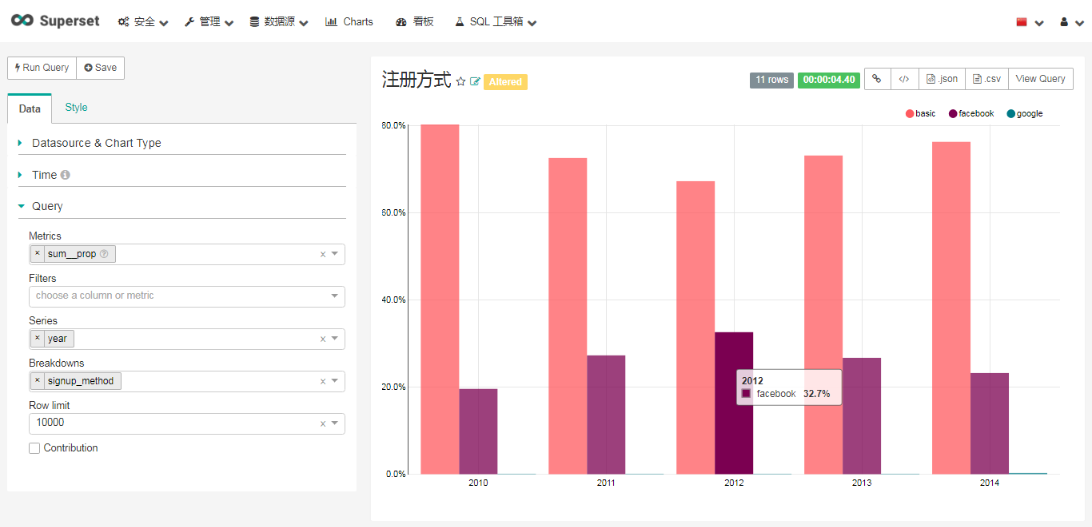 Superset 安全 管理 数据源 Charts 看板 SQL 工具箱
Run Query Save
Data Style
Datasource & Chart Type
Time
Query
Metrics
× sum__prop ×
Filters
choose a column or metric
Series
× year ×
Breakdowns
× signup_method ×
Row limit
10000 ×
Contribution
注册方式 Altered 11 rows 00:00:04.40 </> .json .csv View Query
basic facebook google
80.0%
60.0%
40.0%
20.0%
0.0%
2012
facebook 32.7%
2010 2011 2012 2013 2014